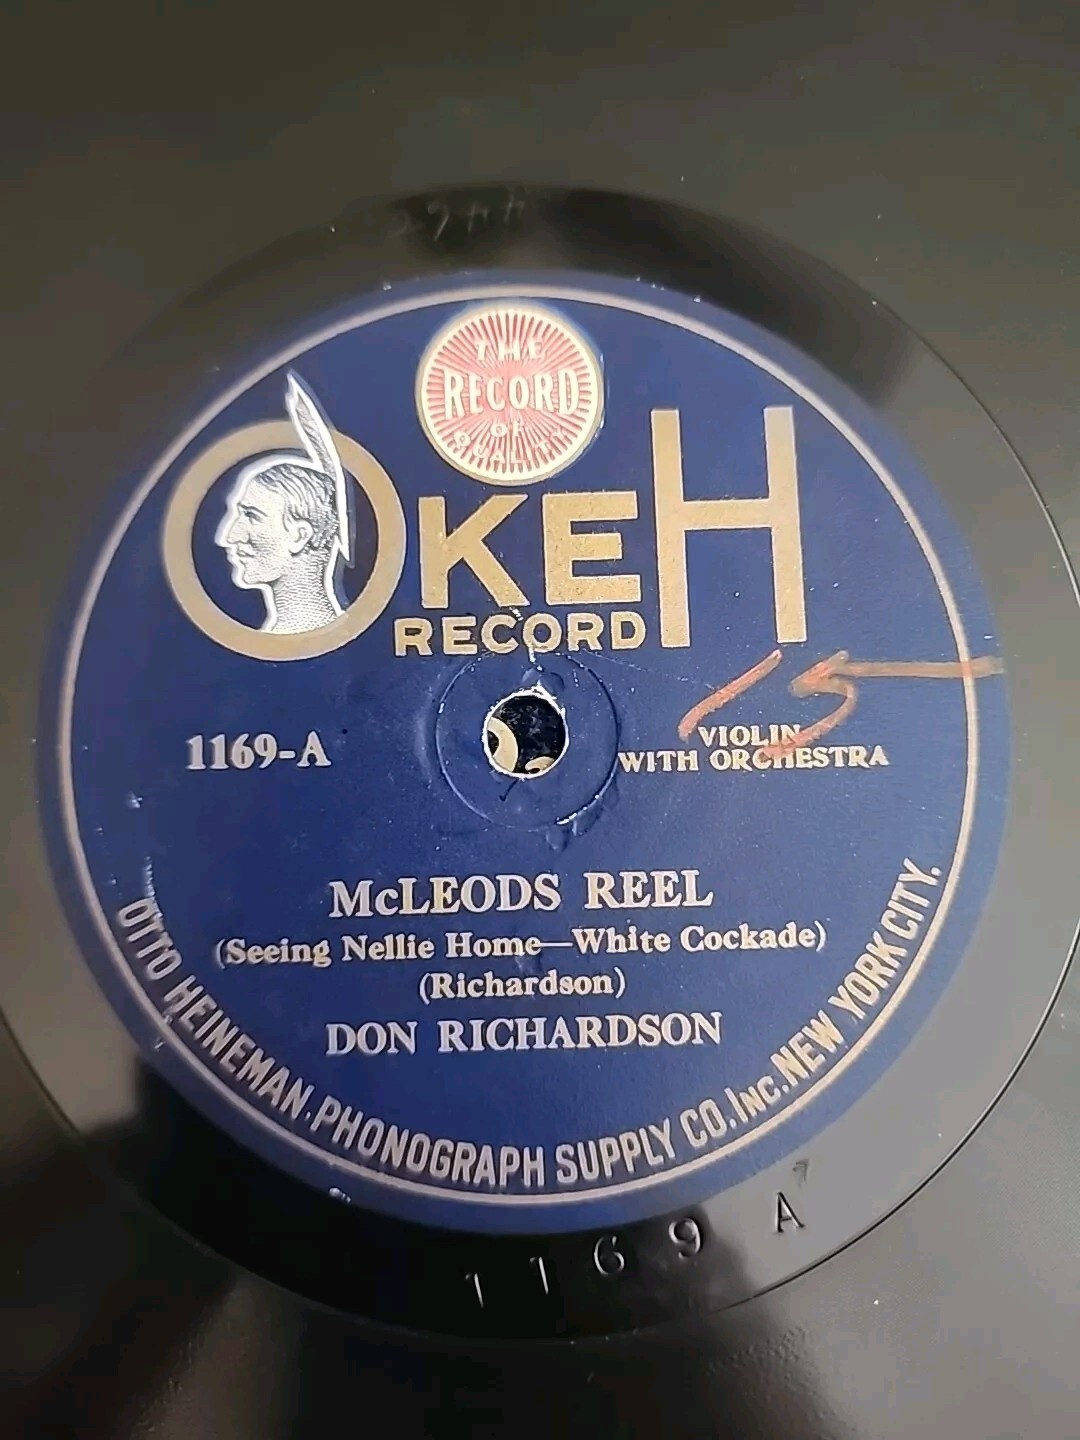 THE
RECORD
OF
QUALITY
OKEH
RECORD
15
1169-A
VIOLIN
WITH ORCHESTRA
McLEODS REEL
(Seeing Nellie Home—White Cockade)
(Richardson)
DON RICHARDSON
OTTO HEINEMAN, PHONOGRAPH SUPPLY CO. INC. NEW YORK CITY.
1169 A